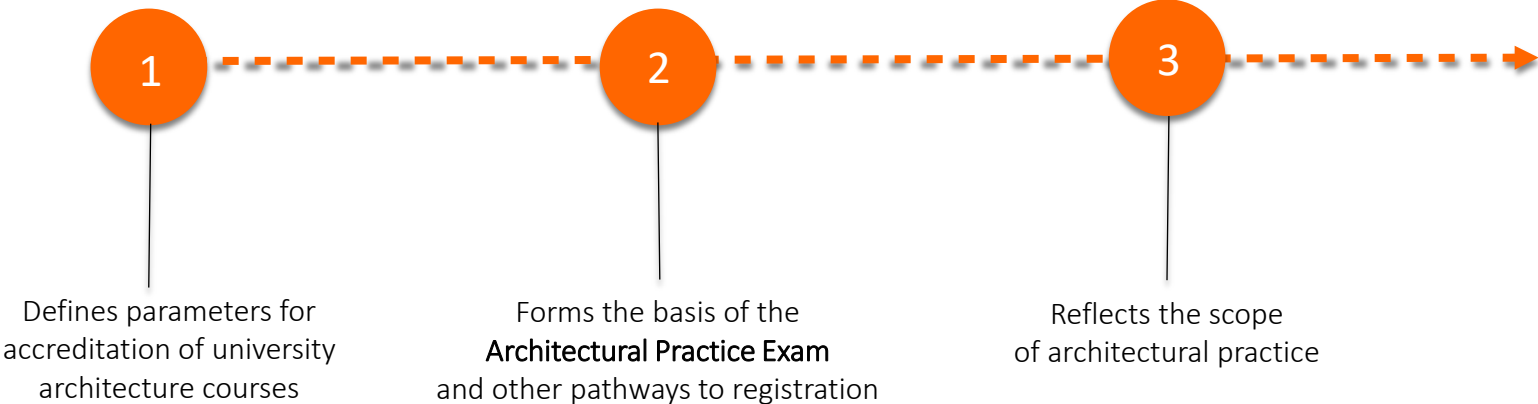 1
2
3
Defines parameters for
accreditation of university
architecture courses
Forms the basis of the
Architectural Practice Exam
and other pathways to registration
Reflects the scope
of architectural practice